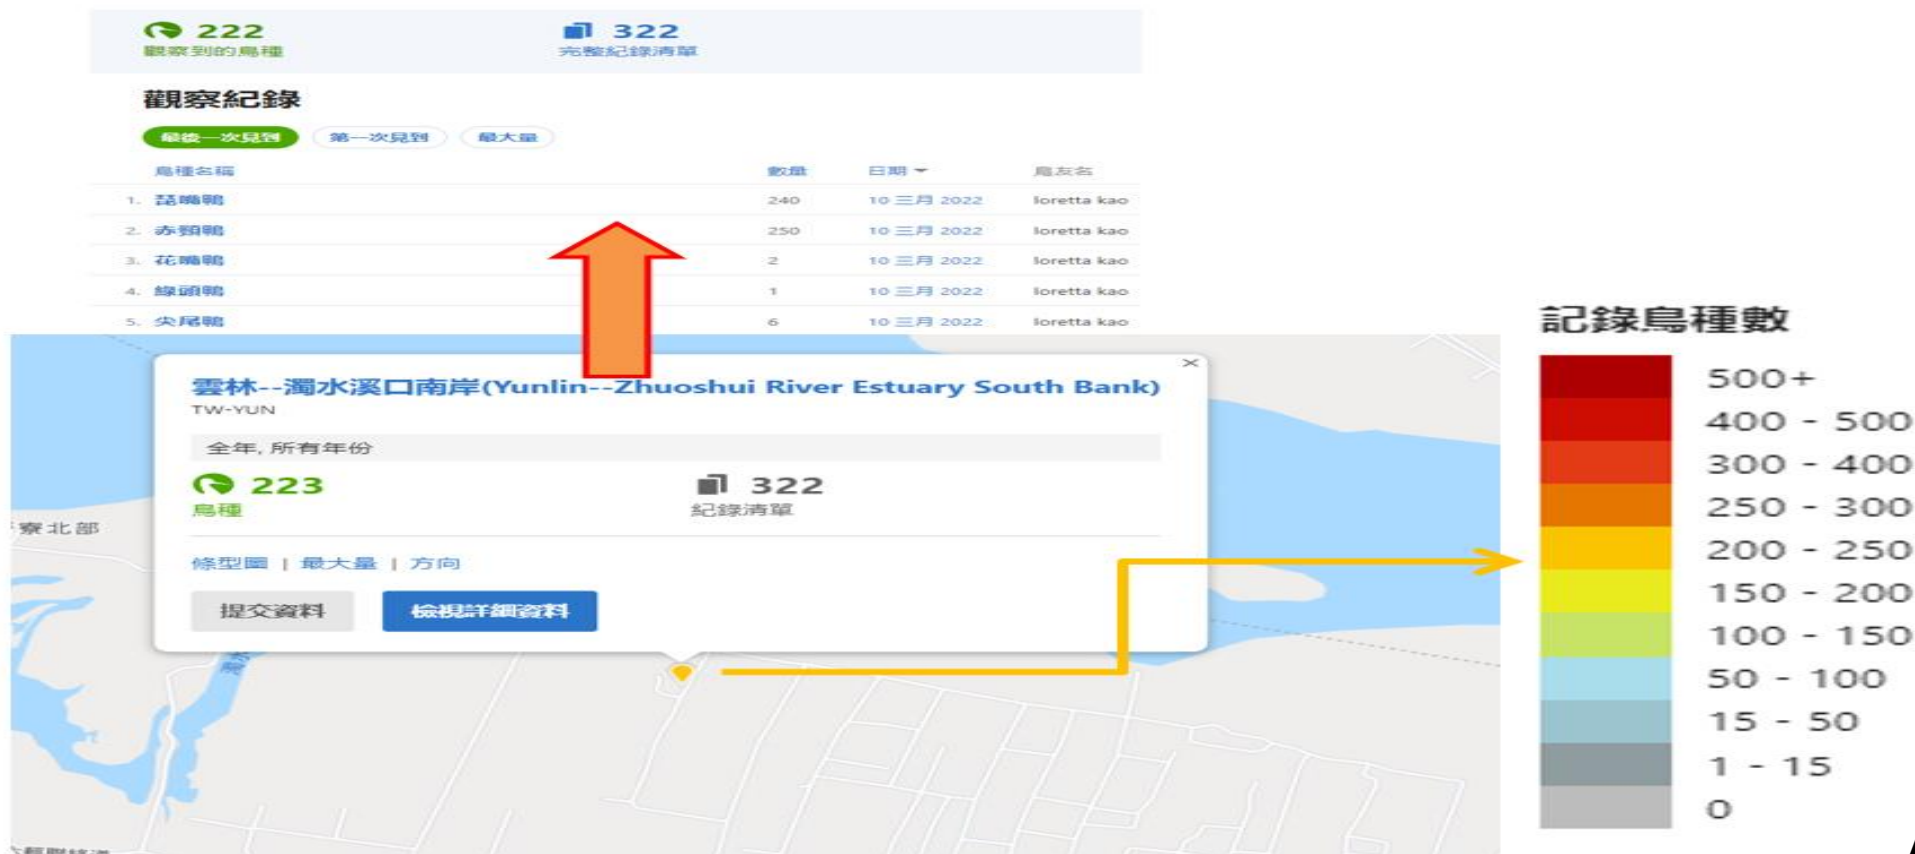 222
觀察到的鳥種
322
完整紀錄清單
觀察紀錄
最後一次見到 第一次見到 最大量
鳥種名稱 數量 日期 鳥友名
1. 琵嘴鴨 240 10 三月 2022 loretta kao
2. 赤頸鴨 250 10 三月 2022 loretta kao
3. 花嘴鴨 2 10 三月 2022 loretta kao
4. 綠頭鴨 1 10 三月 2022 loretta kao
5. 尖尾鴨 6 10 三月 2022 loretta kao
雲林--濁水溪口南岸(Yunlin--Zhuoshui River Estuary South Bank)
TW-YUN
全年, 所有年份
223
鳥種
322
紀錄清單
條型圖 | 最大量 | 方向
提交資料 檢視詳細資料
寮北部
濁水
記錄鳥種數
500+
400 - 500
300 - 400
250 - 300
200 - 250
150 - 200
100 - 150
50 - 100
15 - 50
1 - 15
0